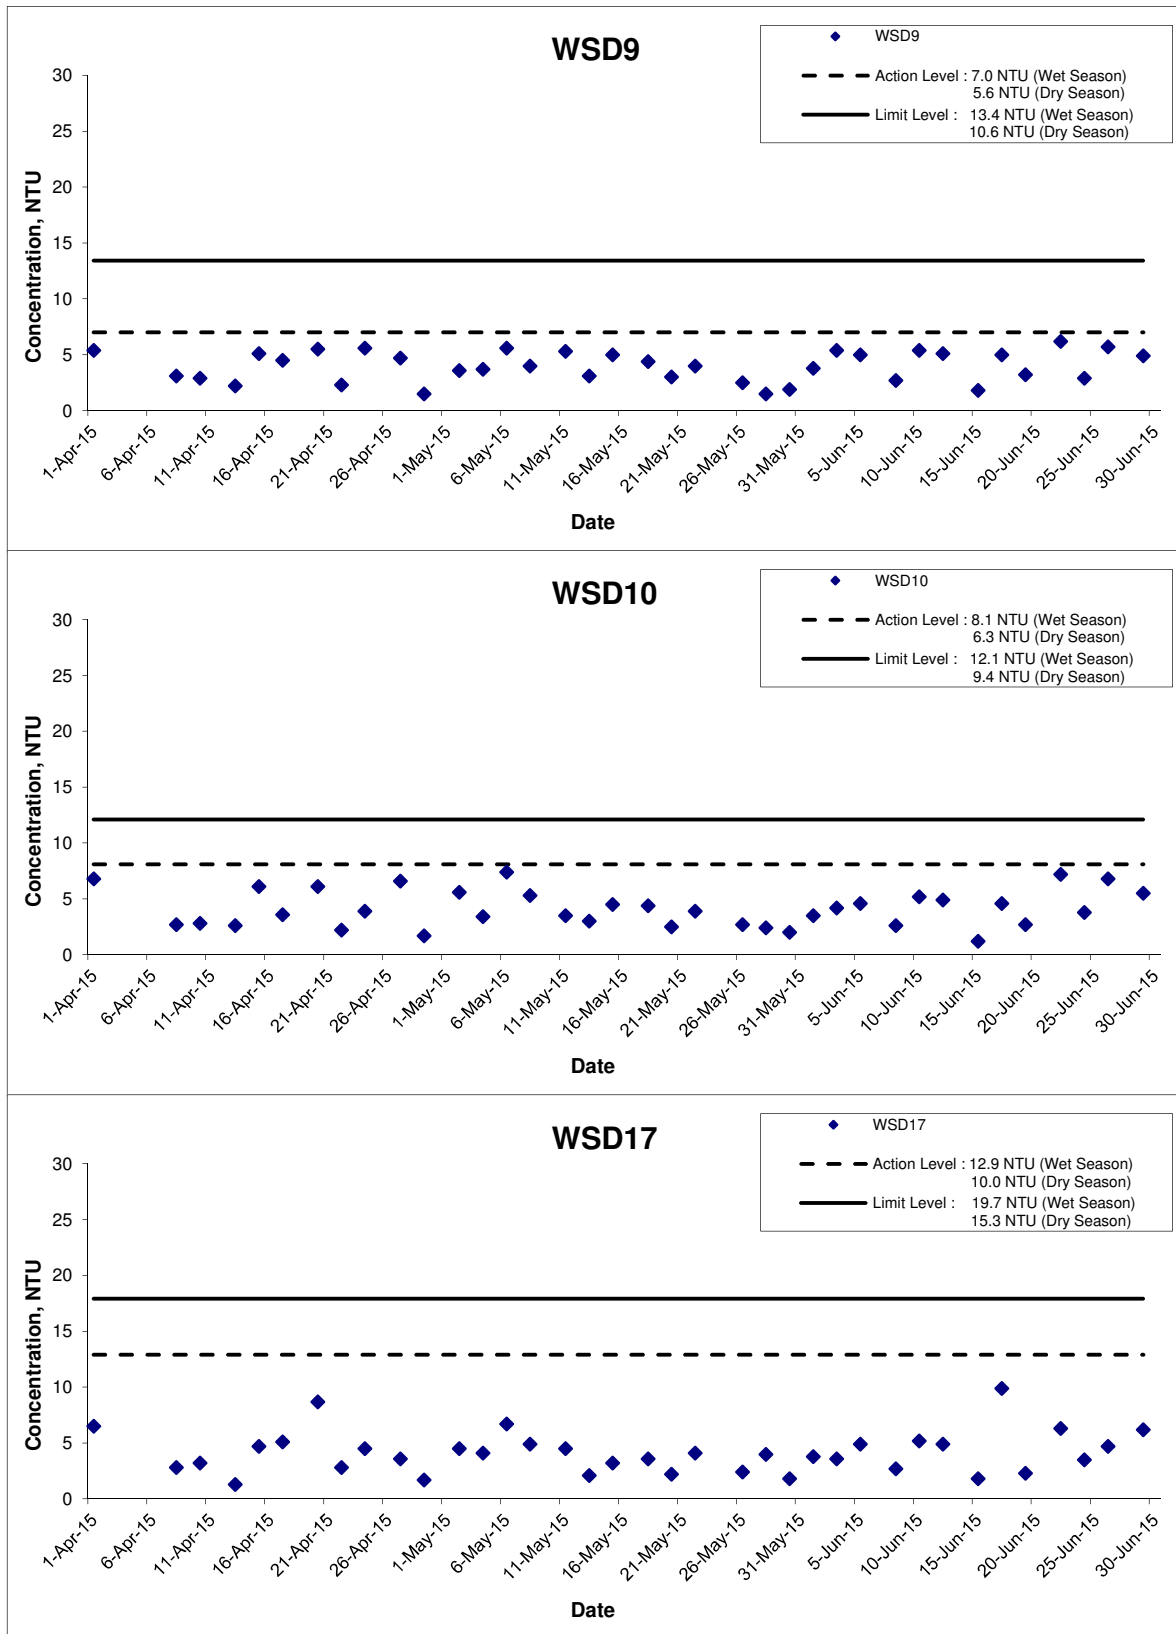 WSD9
WSD9
Action Level : 7.0 NTU (Wet Season)
5.6 NTU (Dry Season)
Limit Level : 13.4 NTU (Wet Season)
10.6 NTU (Dry Season)
Concentration, NTU
30
25
20
15
10
5
0
1-Apr-15
6-Apr-15
11-Apr-15
16-Apr-15
21-Apr-15
26-Apr-15
1-May-15
6-May-15
11-May-15
16-May-15
21-May-15
26-May-15
31-May-15
5-Jun-15
10-Jun-15
15-Jun-15
20-Jun-15
25-Jun-15
30-Jun-15
Date
WSD10
WSD10
Action Level : 8.1 NTU (Wet Season)
6.3 NTU (Dry Season)
Limit Level : 12.1 NTU (Wet Season)
9.4 NTU (Dry Season)
Concentration, NTU
30
25
20
15
10
5
0
1-Apr-15
6-Apr-15
11-Apr-15
16-Apr-15
21-Apr-15
26-Apr-15
1-May-15
6-May-15
11-May-15
16-May-15
21-May-15
26-May-15
31-May-15
5-Jun-15
10-Jun-15
15-Jun-15
20-Jun-15
25-Jun-15
30-Jun-15
Date
WSD17
WSD17
Action Level : 12.9 NTU (Wet Season)
10.0 NTU (Dry Season)
Limit Level : 19.7 NTU (Wet Season)
15.3 NTU (Dry Season)
Concentration, NTU
30
25
20
15
10
5
0
1-Apr-15
6-Apr-15
11-Apr-15
16-Apr-15
21-Apr-15
26-Apr-15
1-May-15
6-May-15
11-May-15
16-May-15
21-May-15
26-May-15
31-May-15
5-Jun-15
10-Jun-15
15-Jun-15
20-Jun-15
25-Jun-15
30-Jun-15
Date